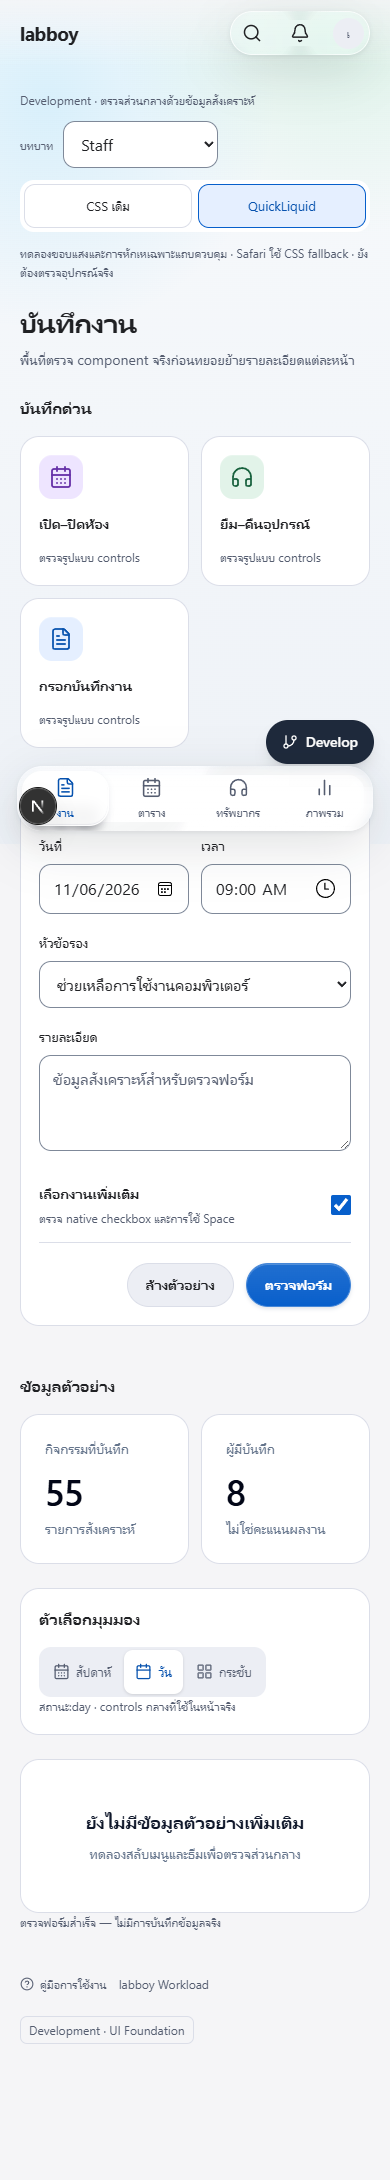 labboy
Development · ตรวจส่วนกลางด้วยข้อมูลสังเคราะห์
บทบาท Staff
CSS เดิม QuickLiquid
ทดลองขอบแสงและการหักเหเฉพาะแถบควบคุม · Safari ใช้ CSS fallback · ยัง
ต้องตรวจอุปกรณ์จริง
บันทึกงาน
พื้นที่ตรวจ component จริงก่อนทยอยย้ายรายละเอียดแต่ละหน้า
บันทึกด่วน
เปิด–ปิดห้อง
ตรวจรูปแบบ controls
ยืม–คืนอุปกรณ์
ตรวจรูปแบบ controls
กรอกบันทึกงาน
ตรวจรูปแบบ controls
Develop
N
งาน ตาราง ทรัพยากร ภาพรวม
วันที่ เวลา
11/06/2026 09:00 AM
หัวข้อรอง
ช่วยเหลือการใช้งานคอมพิวเตอร์
รายละเอียด
ข้อมูลสังเคราะห์สำหรับตรวจฟอร์ม
เลือกงานเพิ่มเติม
ตรวจ native checkbox และการใช้ Space
ล้างตัวอย่าง ตรวจฟอร์ม
ข้อมูลตัวอย่าง
กิจกรรมที่บันทึก
55
รายการสังเคราะห์
ผู้มีบันทึก
8
ไม่ใช่คะแนนผลงาน
ตัวเลือกมุมมอง
สัปดาห์ วัน กระชับ
สถานะ:day · controls กลางที่ใช้ในหน้าจริง
ยังไม่มีข้อมูลตัวอย่างเพิ่มเติม
ทดลองสลับเมนูและธีมเพื่อตรวจส่วนกลาง
ตรวจฟอร์มสำเร็จ — ไม่มีการบันทึกข้อมูลจริง
คู่มือการใช้งาน labboy Workload
Development · UI Foundation